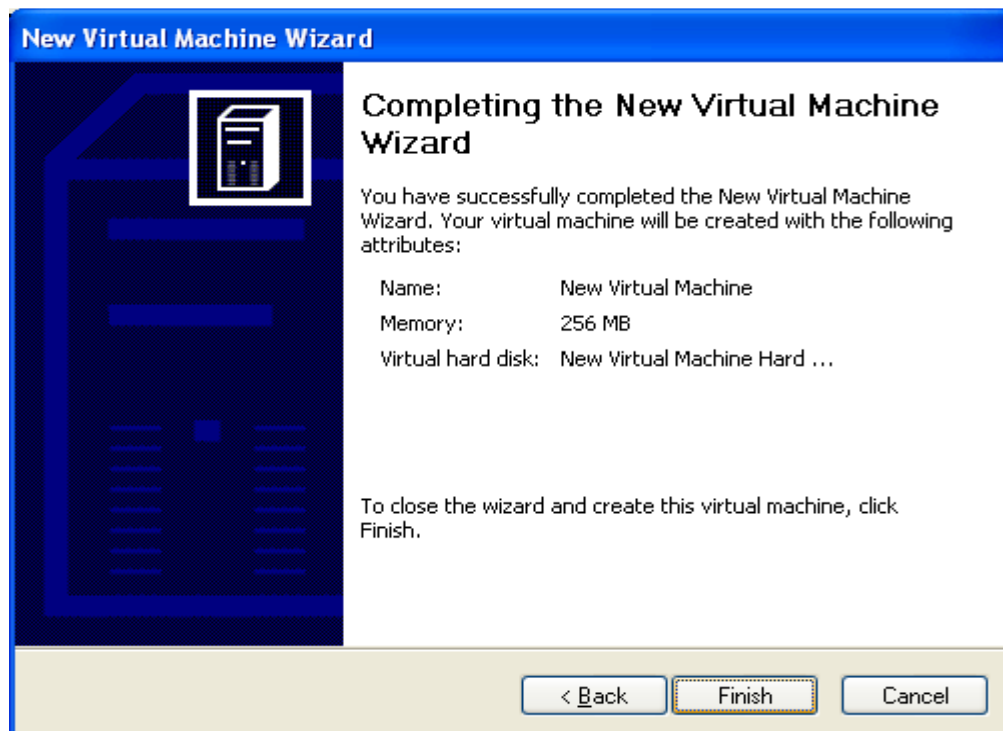 New Virtual Machine Wizard
Completing the New Virtual Machine
Wizard
You have successfully completed the New Virtual Machine
Wizard. Your virtual machine will be created with the following
attributes:
Name: New Virtual Machine
Memory: 256 MB
Virtual hard disk: New Virtual Machine Hard ...
To close the wizard and create this virtual machine, click
Finish.
< Back Finish Cancel